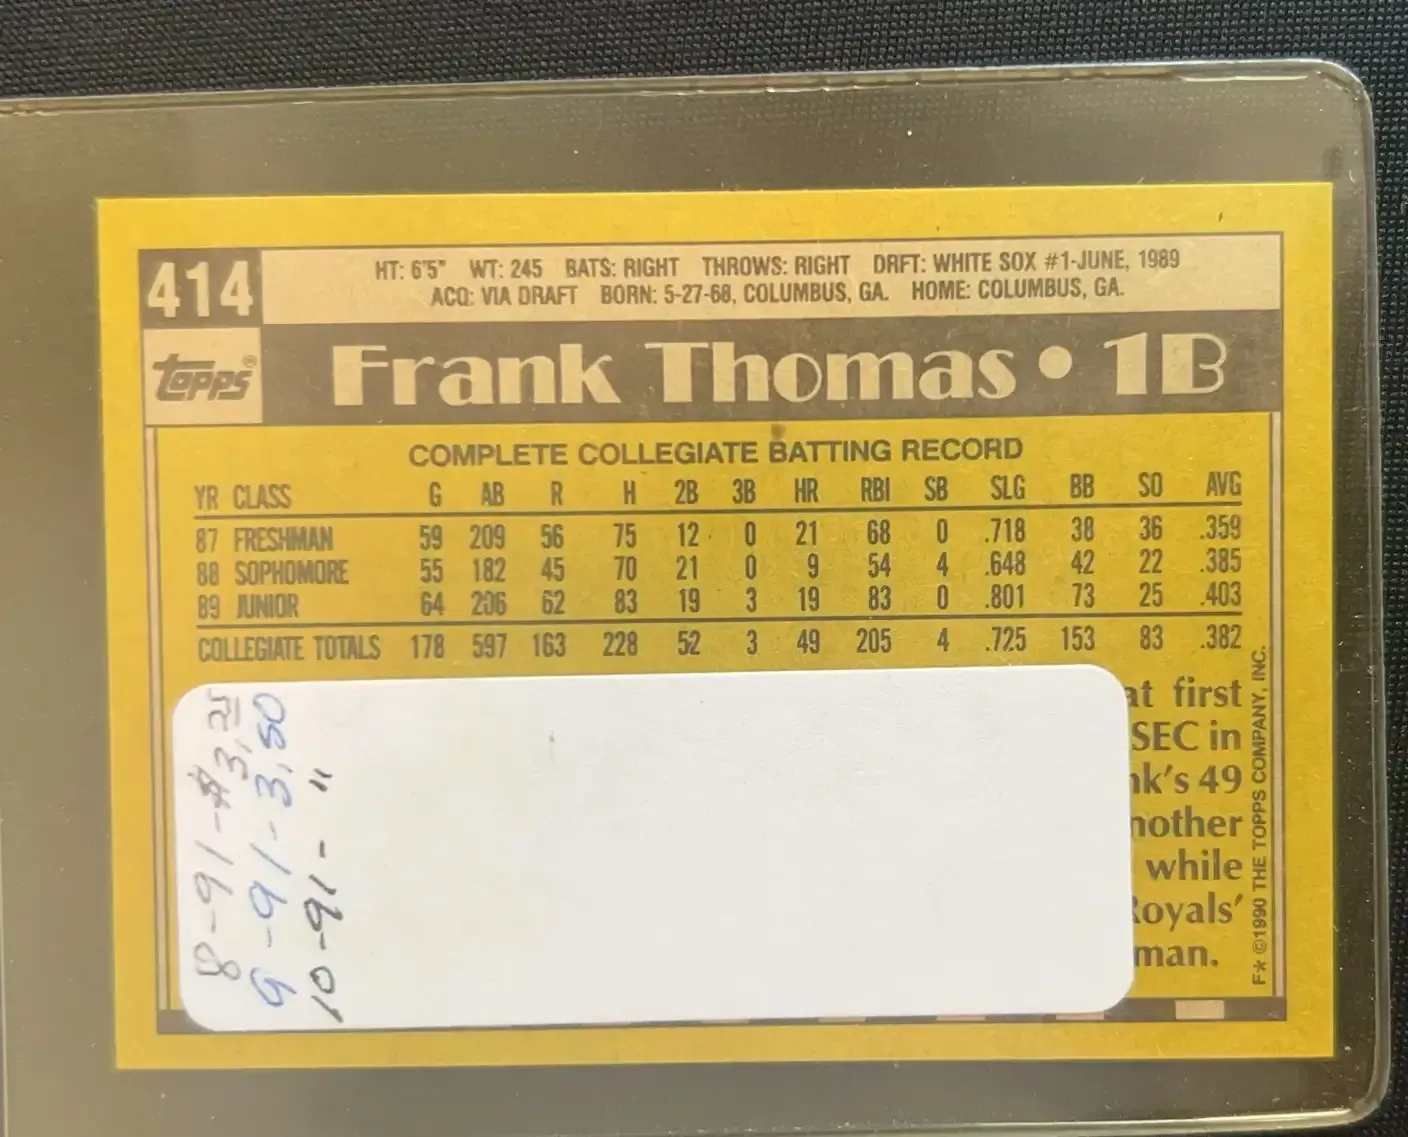 414
HT: 6'5" WT: 245 BATS: RIGHT THROWS: RIGHT DRFT: WHITE SOX #1-JUNE, 1989
ACQ: VIA DRAFT BORN: 5-27-68, COLUMBUS, GA. HOME: COLUMBUS, GA.
topps®
Frank Thomas • 1B
COMPLETE COLLEGIATE BATTING RECORD
YR CLASS G AB R H 2B 3B HR RBI SB SLG BB SO AVG
87 FRESHMAN 59 209 56 75 12 0 21 68 0 .718 38 36 .359
88 SOPHOMORE 55 182 45 70 21 0 9 54 4 .648 42 22 .385
89 JUNIOR 64 206 62 83 19 3 19 83 0 .801 73 25 .403
COLLEGIATE TOTALS 178 597 163 228 52 3 49 205 4 .725 153 83 .382
at first
SEC in
nk's 49
nother
while
Royals'
man.
F* ©1990 THE TOPPS COMPANY, INC.
8-91-$3.25
9-91-3.50
10-91- "